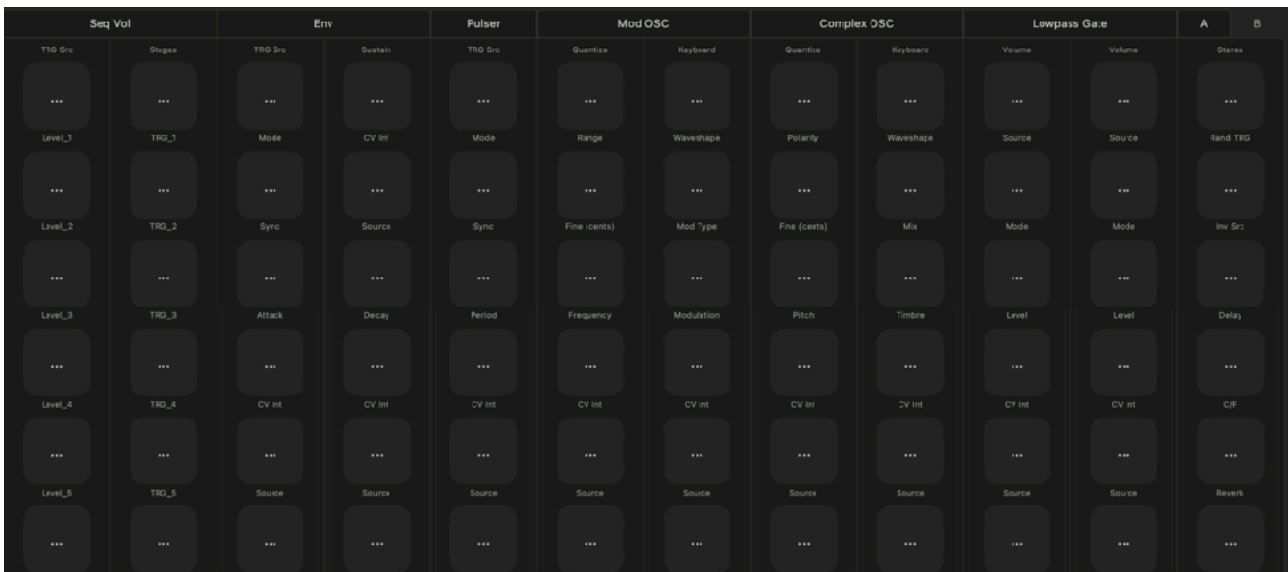 Seq Vol Env Pulser Mod OSC Complex OSC Lowpass Gate A B
TRG Src Stages TRG Src Sustain TRG Src Quantize Keyboard Quantize Keyboard Volume Volume Stereo
... ... ... ... ... ... ... ... ... ... ... ...
Level_1 TRG_1 Mode CV Int Mode Range Waveshape Polarity Waveshape Source Source Rand TRG
... ... ... ... ... ... ... ... ... ... ... ...
Level_2 TRG_2 Sync Source Sync Fine (cents) Mod Type Fine (cests) Mix Mode Mode Inv Src
... ... ... ... ... ... ... ... ... ... ... ...
Level_3 TRG_3 Attack Decay Period Frequency Modulation Pitch Timbre Level Level Delay
... ... ... ... ... ... ... ... ... ... ... ...
Level_4 TRG_4 CV Int CV Int CV Int CV Int CV Int CV Int CV Int CV Int CV Int C/F
... ... ... ... ... ... ... ... ... ... ... ...
Level_5 TRG_5 Source Source Source Source Source Source Source Source Source Reverb
... ... ... ... ... ... ... ... ... ... ... ...